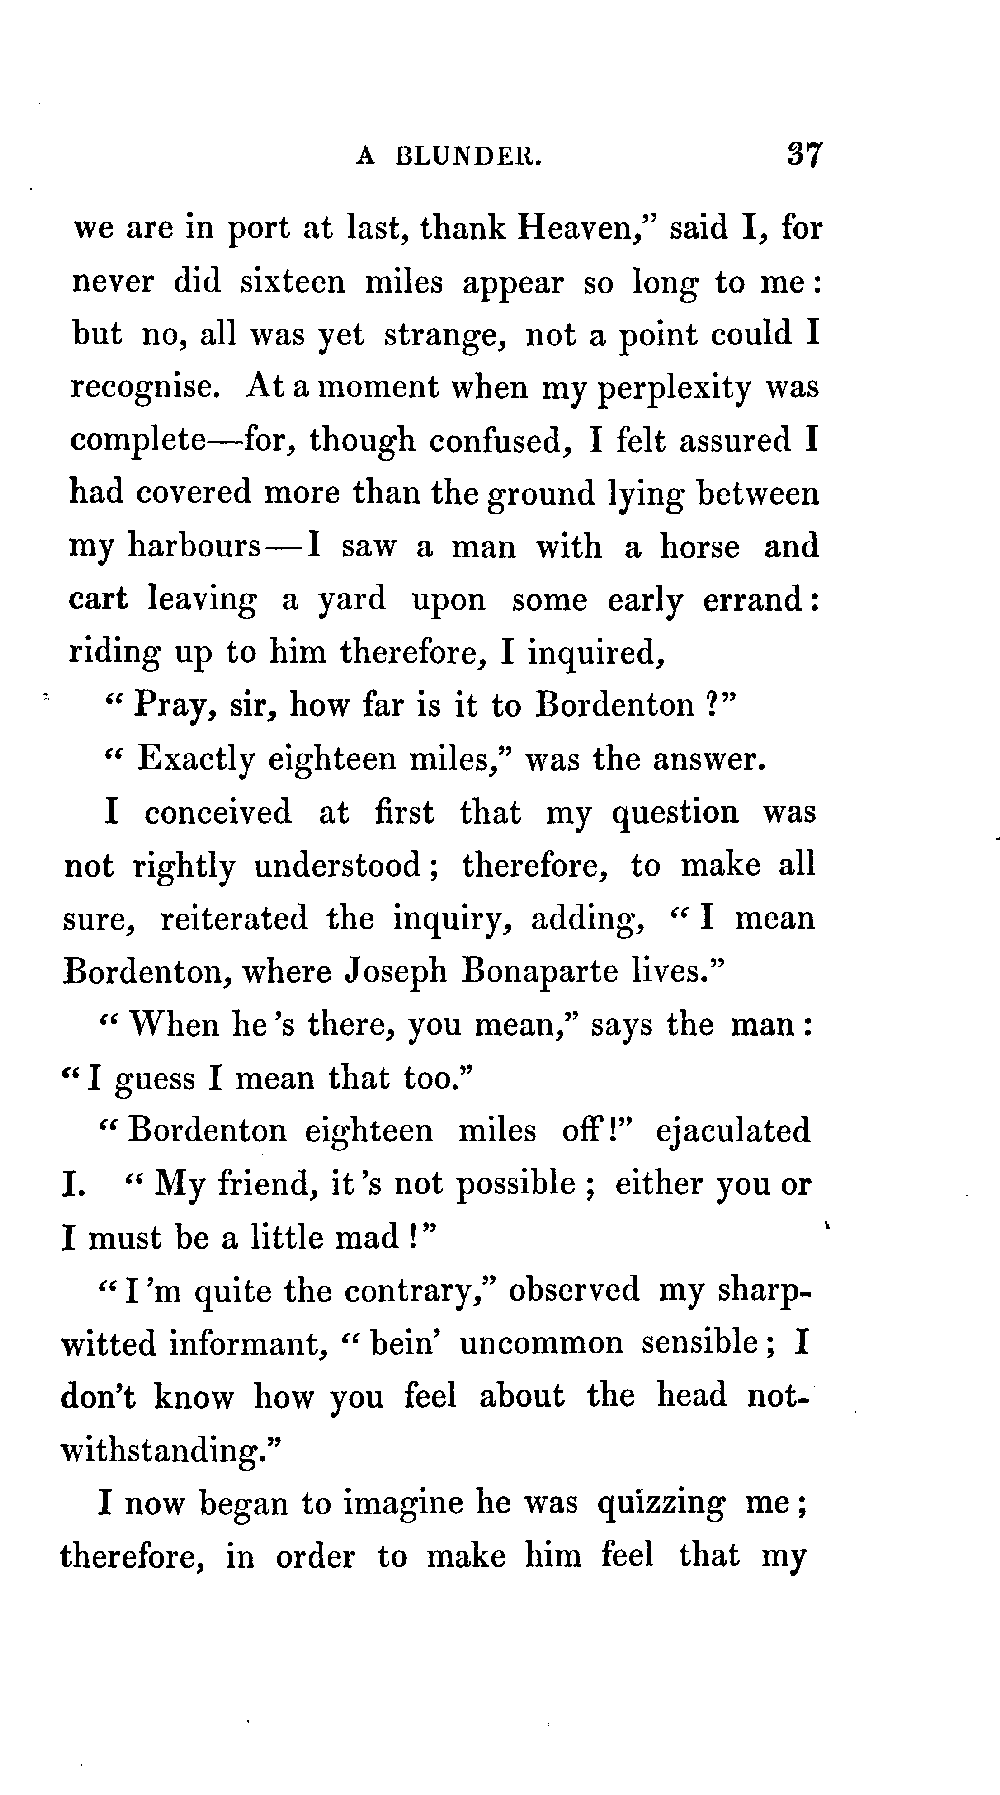 A BLUNDER. 37
we are in port at last, thank Heaven,” said I, for
never did sixteen miles appear so long to me :
but no, all was yet strange, not a point could I
recognise. At a moment when my perplexity was
complete—for, though confused, I felt assured I
had covered more than the ground lying between
my harbours—I saw a man with a horse and
cart leaving a yard upon some early errand :
riding up to him therefore, I inquired,
“ Pray, sir, how far is it to Bordenton ?”
“ Exactly eighteen miles,” was the answer.
I conceived at first that my question was
not rightly understood ; therefore, to make all
sure, reiterated the inquiry, adding, “ I mean
Bordenton, where Joseph Bonaparte lives.”
“ When he ’s there, you mean,” says the man :
“ I guess I mean that too.”
“ Bordenton eighteen miles off !” ejaculated
I. “ My friend, it ’s not possible ; either you or
I must be a little mad !”
“ I ’m quite the contrary,” observed my sharp-
witted informant, “ bein’ uncommon sensible ; I
don’t know how you feel about the head not-
withstanding.”
I now began to imagine he was quizzing me ;
therefore, in order to make him feel that my